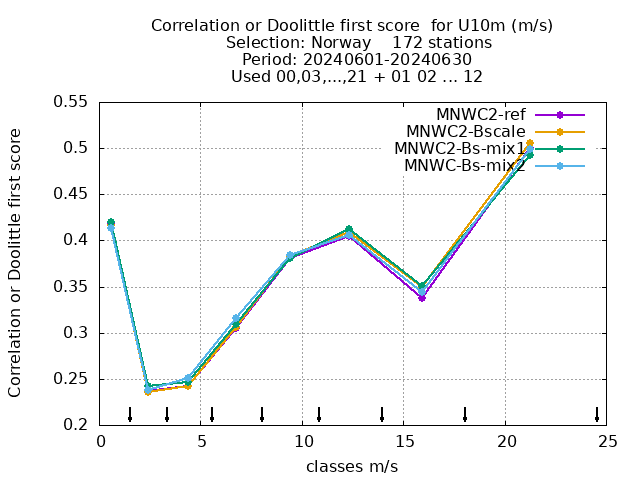 Correlation or Doolittle first score  for U10m (m/s)
Selection: Norway    172 stations
Period: 20240601-20240630
Used 00,03,...,21 + 01 02 ... 12
Correlation or Doolittle first score
0.55
0.5
0.45
0.4
0.35
0.3
0.25
0.2
MNWC2-ref
MNWC2-Bscale
MNWC2-Bs-mix1
MNWC-Bs-mix2
0 5 10 15 20 25
classes m/s